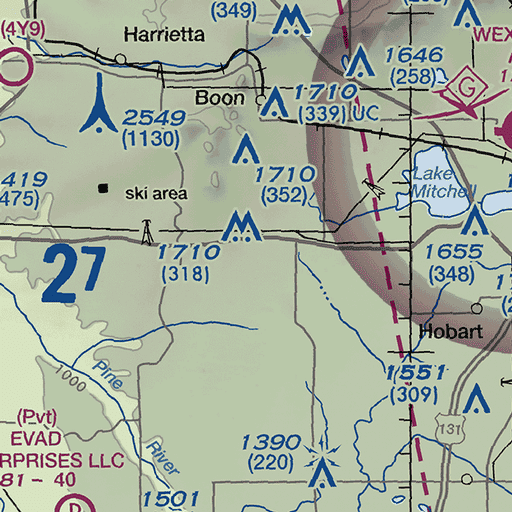 (349)
(4Y9)
Harrietta
WEX
1646
(258)
G
Boon
1710
(339) UC
2549
(1130)
1710
(352)
Lake
Mitchell
419
475)
ski area
1710
(318)
1655
(348)
27
Hobart
1000
Pine
River
1551
(309)
(Pvt)
EVAD
ERPRISES LLC
81 - 40
R
1390
(220)
131
1501